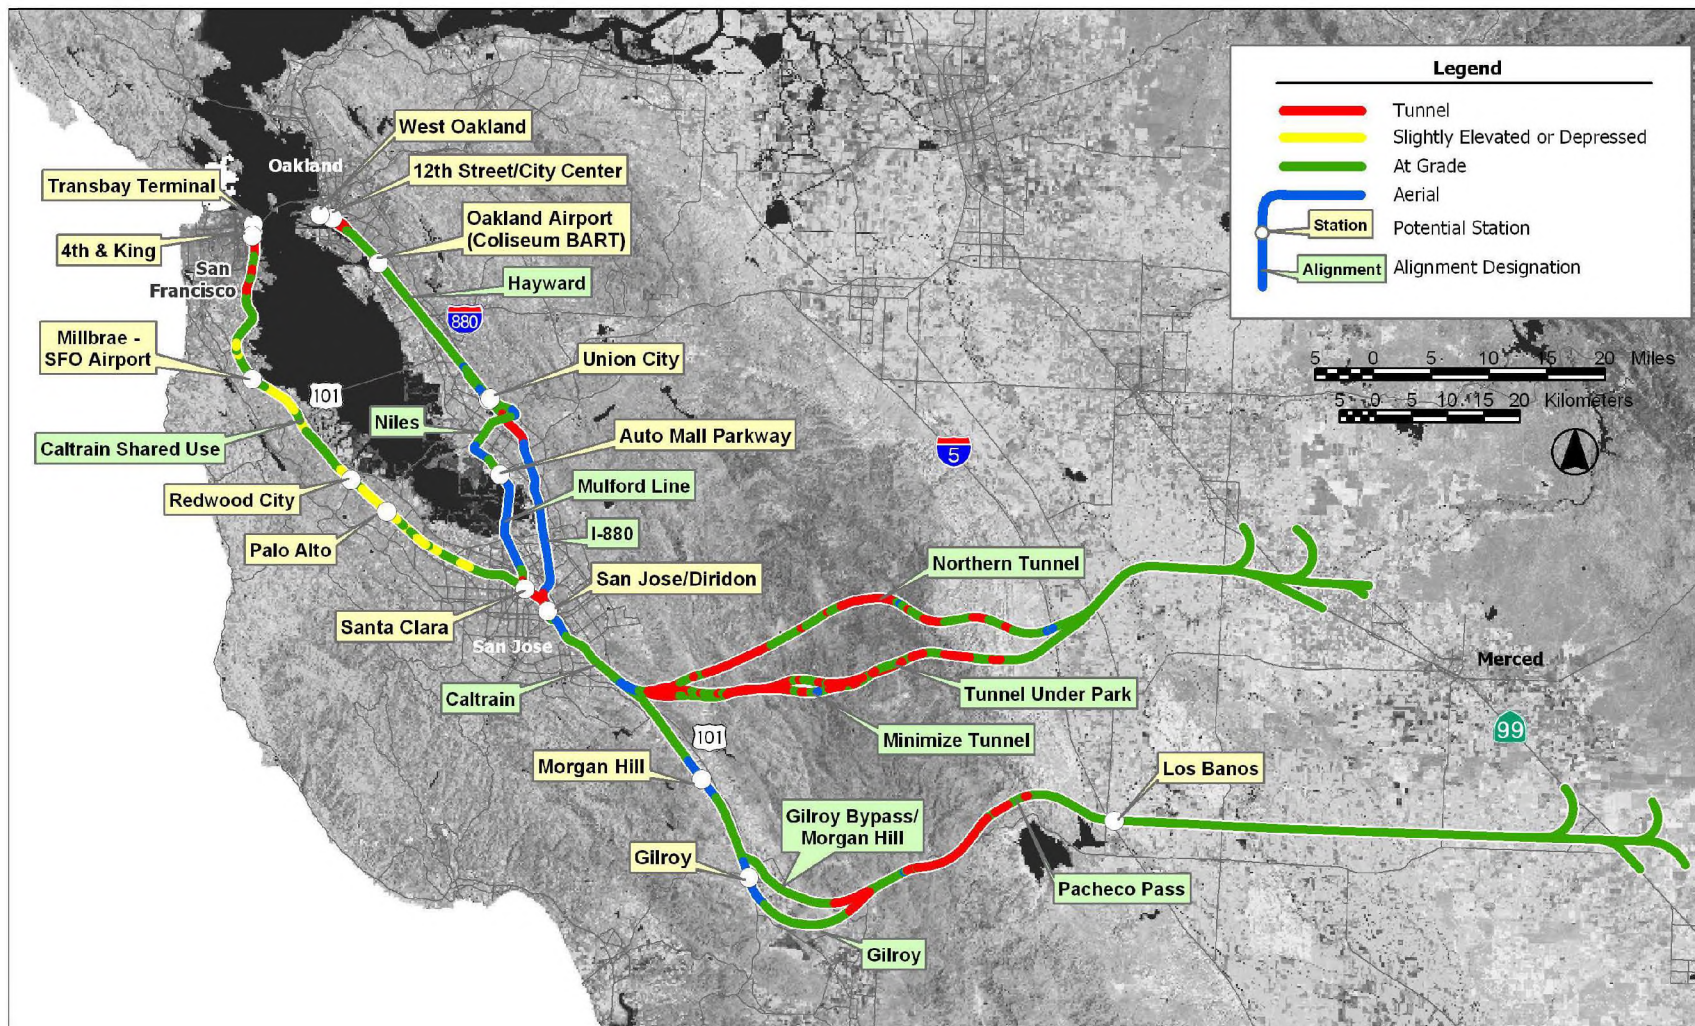 Legend
Tunnel
Slightly Elevated or Depressed
At Grade
Aerial
Station
Potential Station
Alignment
Alignment Designation
5 0 5 10 15 20 Miles
5 0 5 10 15 20 Kilometers
West Oakland
Oakland
12th Street/City Center
Transbay Terminal
Oakland Airport
(Coliseum BART)
4th & King
San
Francisco
Hayward
880
Millbrae -
SFO Airport
Union City
101
Niles
Auto Mall Parkway
Caltrain Shared Use
5
Mulford Line
Redwood City
I-880
Palo Alto
Northern Tunnel
San Jose/Diridon
Santa Clara
San Jose
Merced
Caltrain
Tunnel Under Park
99
101
Minimize Tunnel
Morgan Hill
Los Banos
Gilroy Bypass/
Morgan Hill
Gilroy
Pacheco Pass
Gilroy